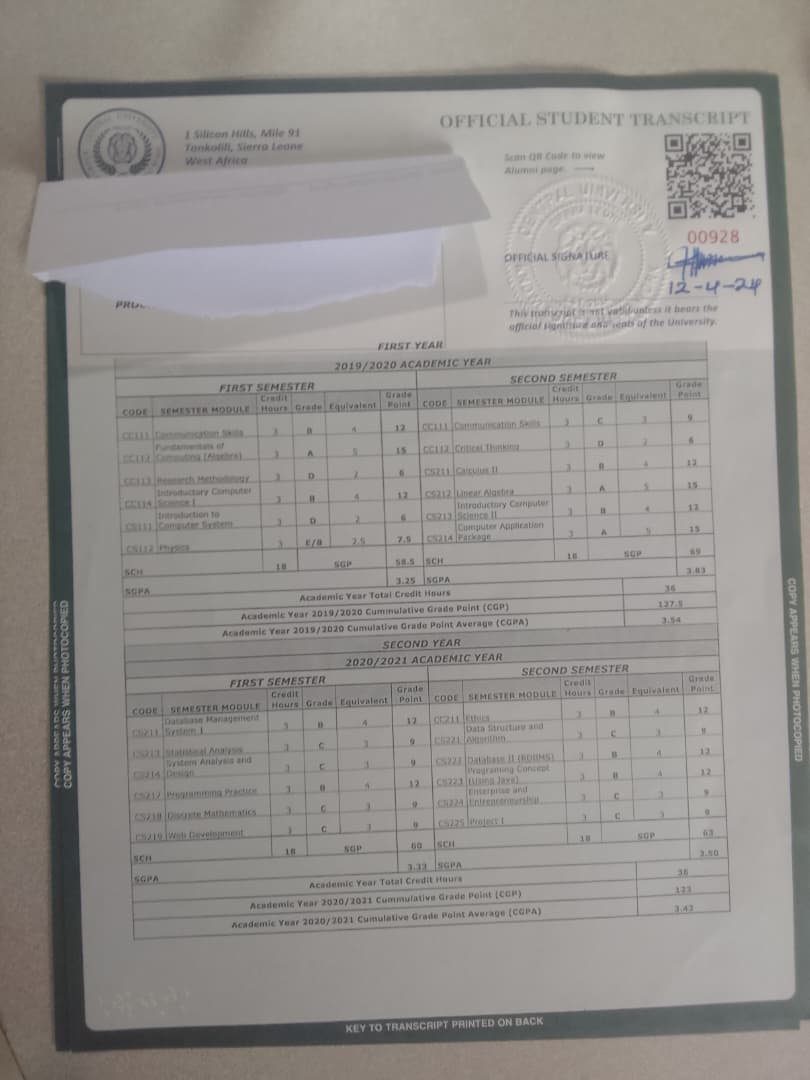 OFFICIAL STUDENT TRANSCRIPT
1 Silicon Hills, Mile 91
Tonkolili, Sierra Leone
West Africa
Scan QR Code to view
Alumni page
00928
OFFICIAL SIGNATURE
12-4-24
This transcript is not valid unless it bears the
official signature and seals of the University.
FIRST YEAR
2019/2020 ACADEMIC YEAR
FIRST SEMESTER SECOND SEMESTER
CODE SEMESTER MODULE Credit Hours Grade Equivalent Grade Point CODE SEMESTER MODULE Credit Hours Grade Equivalent Grade Point
CC111 Communication Skills 3 B 4 12 CC111 Communication Skills 3 C 3 9
CC112 Fundamentals of Computing (Algebra) 3 A 5 15 CC112 Critical Thinking 3 D 2 6
CC113 Research Methodology 3 D 2 6 CS211 Calculus II 3 B 4 12
CC114 Introductory Computer Science I 3 B 4 12 CS212 Linear Algebra 3 A 5 15
CS111 Introduction to Computer System 3 D 2 6 CS213 Introductory Computer Science II 3 B 4 12
CS112 Physics 3 E/B 2.5 7.5 CS214 Computer Application Package 3 A 5 15
SCH 18 SGP 58.5 SCH 18 SGP 69
SGPA 3.25 SGPA 3.83
Academic Year Total Credit Hours 36
Academic Year 2019/2020 Cummulative Grade Point (CGP) 127.5
Academic Year 2019/2020 Cumulative Grade Point Average (CGPA) 3.54
SECOND YEAR
2020/2021 ACADEMIC YEAR
FIRST SEMESTER SECOND SEMESTER
CODE SEMESTER MODULE Credit Hours Grade Equivalent Grade Point CODE SEMESTER MODULE Credit Hours Grade Equivalent Grade Point
CS211 Database Management System I 3 B 4 12 CC211 Ethics 3 B 4 12
CS213 Statistical Analysis 3 C 3 9 CS221 Data Structure and Algorithm 3 C 3 9
CS214 System Analysis and Design 3 C 3 9 CS222 Database II (RDBMS) 3 B 4 12
CS217 Programming Practice 3 B 4 12 CS223 Programing Concept (Using Java) 3 B 4 12
CS218 Discrete Mathematics 3 C 3 9 CS224 Enterprise and Entrepreneurship 3 C 3 9
CS219 Web Development 3 C 3 9 CS225 Project I 3 C 3 9
SCH 18 SGP 60 SCH 18 SGP 63
SGPA 3.33 SGPA 3.50
Academic Year Total Credit Hours 36
Academic Year 2020/2021 Cummulative Grade Point (CGP) 123
Academic Year 2020/2021 Cumulative Grade Point Average (CGPA) 3.42
KEY TO TRANSCRIPT PRINTED ON BACK
COPY APPEARS WHEN PHOTOCOPIED
COPY APPEARS WHEN PHOTOCOPIED